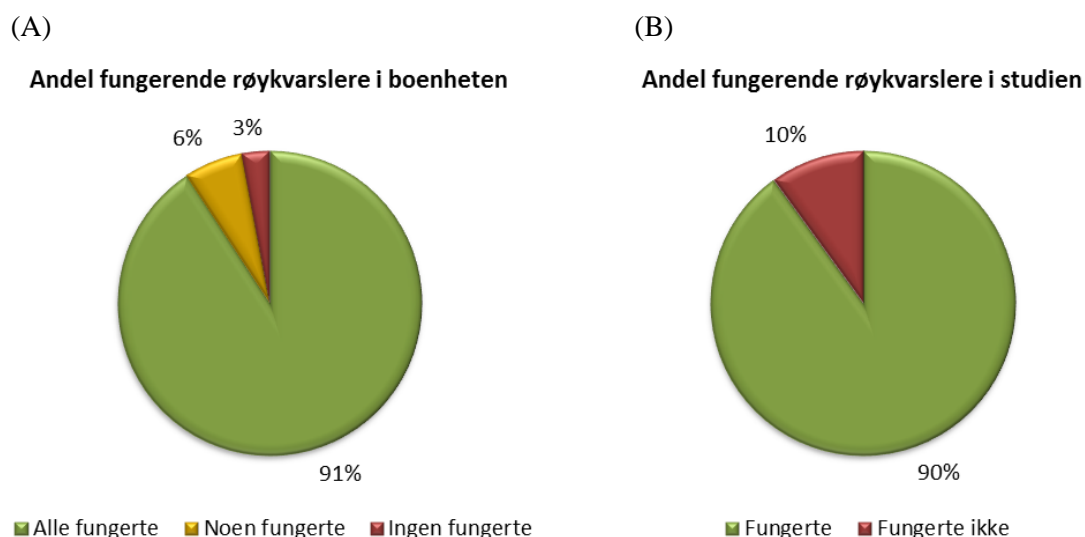 (A)
Andel fungerende røykvarslere i boenheten
6%
3%
91%
Alle fungerte
Noen fungerte
Ingen fungerte
(B)
Andel fungerende røykvarslere i studien
10%
90%
Fungerte
Fungerte ikke